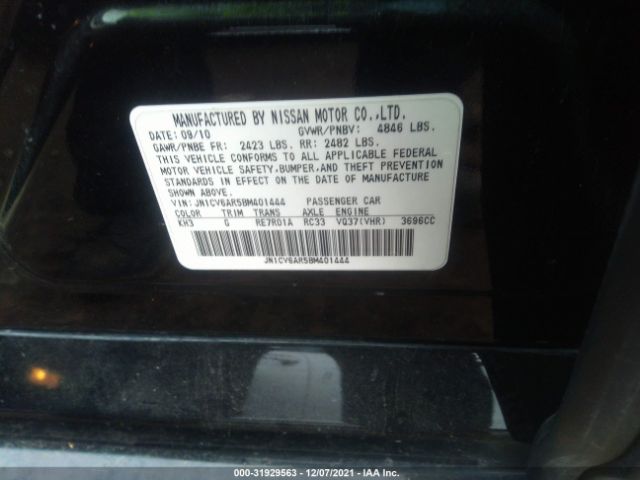 MANUFACTURED BY NISSAN MOTOR CO.,LTD.
DATE: 09/10 GVWR/PNBV: 4846 LBS.
GAWR/PNBE FR: 2423 LBS. RR: 2482 LBS.
THIS VEHICLE CONFORMS TO ALL APPLICABLE FEDERAL
MOTOR VEHICLE SAFETY,BUMPER,AND THEFT PREVENTION
STANDARDS IN EFFECT ON THE DATE OF MANUFACTURE
SHOWN ABOVE.
VIN: JN1CV6AR5BM401444 PASSENGER CAR
COLOR TRIM TRANS AXLE ENGINE
KH3 G RE7R01A RC33 VQ37(VHR) 3696CC
JN1CV6AR5BM401444
000-31929563 - 12/07/2021 - IAA Inc.